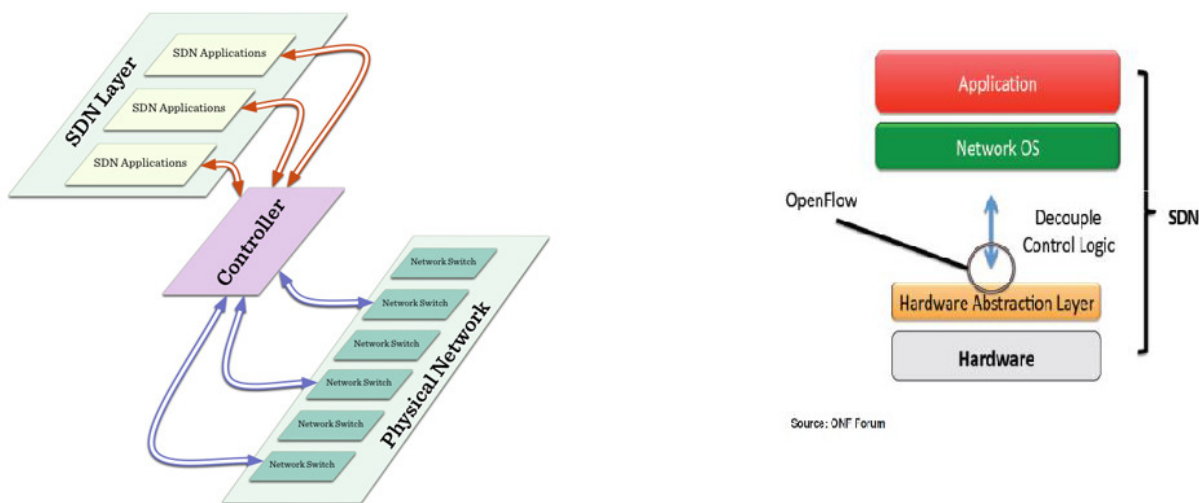 SDN Layer
SDN Applications
SDN Applications
SDN Applications
Controller
Physical Network
Network Switch
Network Switch
Network Switch
Network Switch
Network Switch
Network Switch
Application
Network OS
OpenFlow
Decouple
Control Logic
SDN
Hardware Abstraction Layer
Hardware
Source: ONF Forum